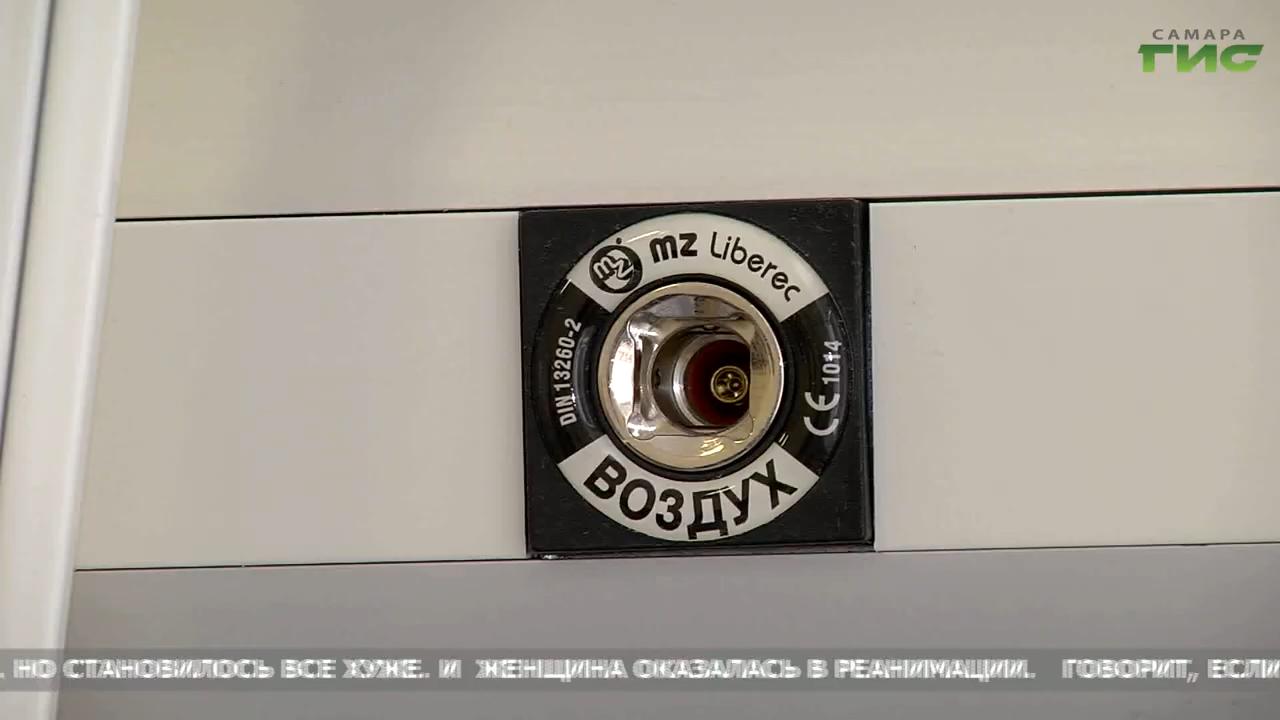 САМАРА
ГИС
mz Liberec
DIN 13260-2
CE 1014
ВОЗДУХ
. НО СТАНОВИЛОСЬ ВСЕ ХУЖЕ. И ЖЕНЩИНА ОКАЗАЛАСЬ В РЕАНИМАЦИИ. ГОВОРИТ, ЕСЛИ